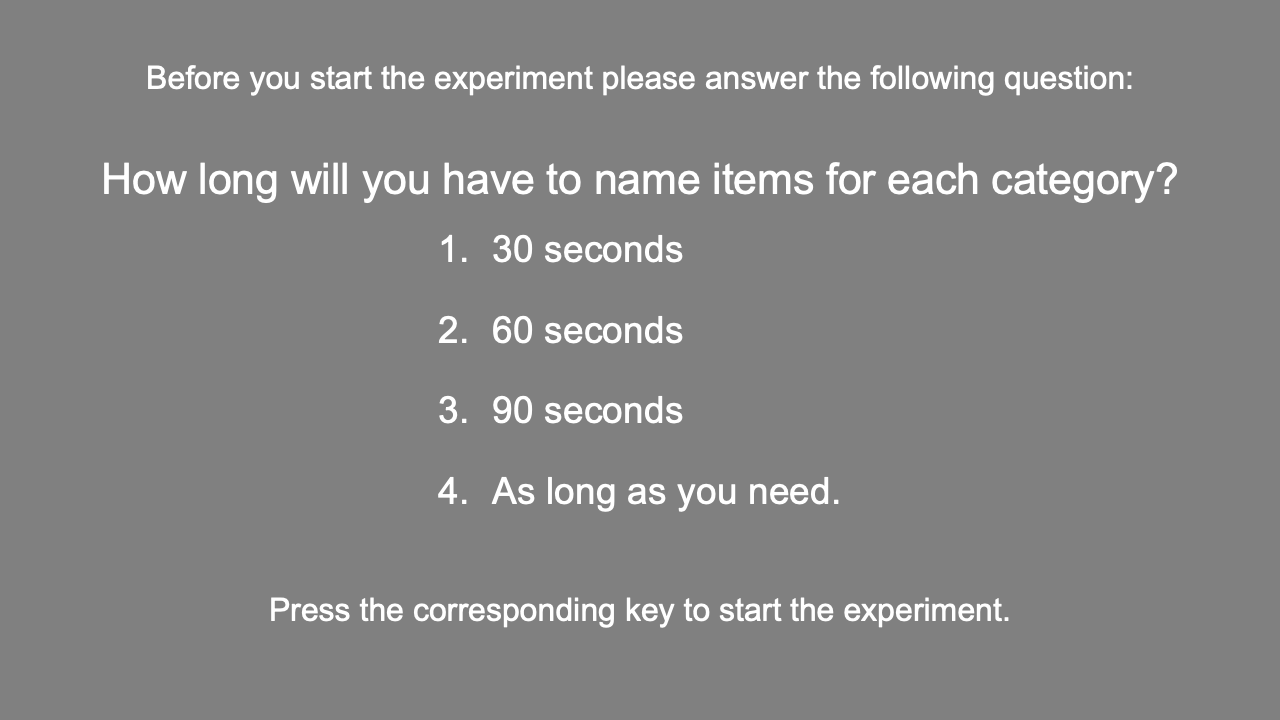 Before you start the experiment please answer the following question:
How long will you have to name items for each category?
1. 30 seconds
2. 60 seconds
3. 90 seconds
4. As long as you need.
Press the corresponding key to start the experiment.